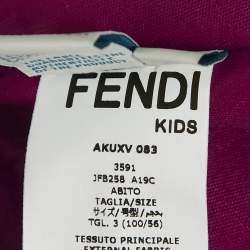 FENDI
KIDS
AKUXV 083
3591
JFB258 A19C
ABITO
TAGLIA/SIZE
サイズ/号型/حجم
TGL. 3 (100/56)
TESSUTO PRINCIPALE
EXTERNAL FABRIC